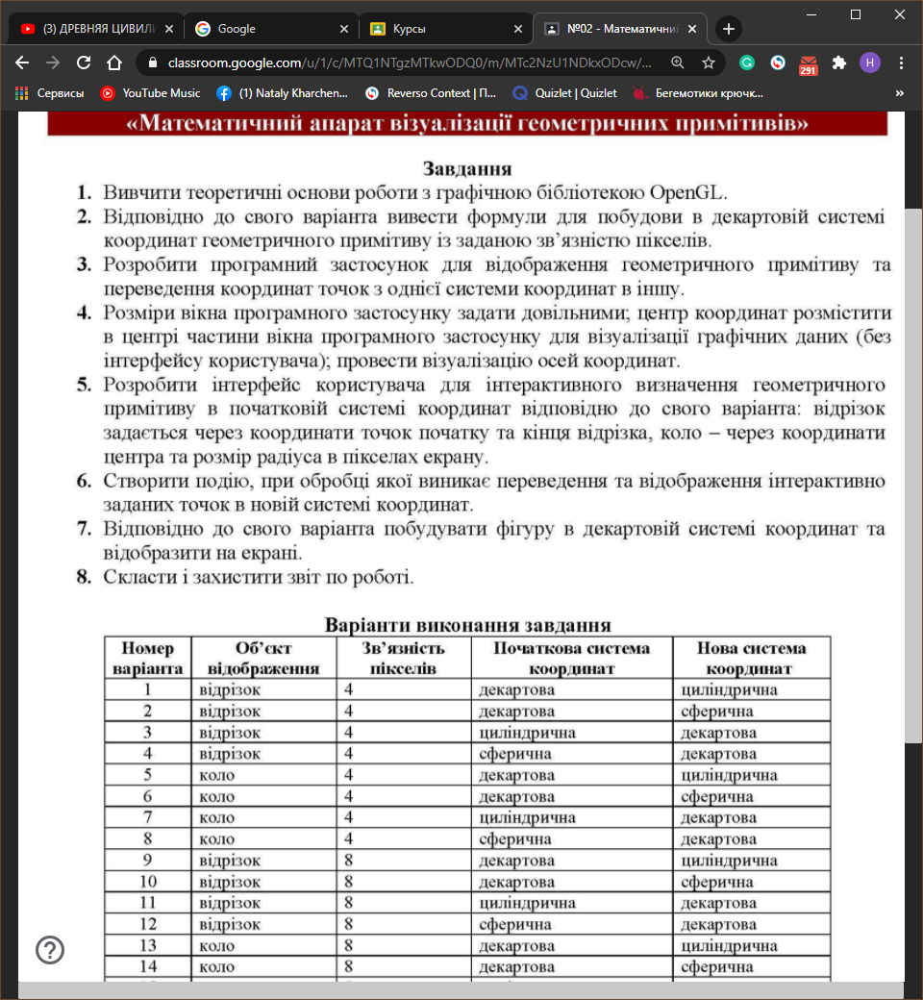 (3) ДРЕВНЯЯ ЦИВИЛИ
Google
Курсы
№02 - Математичний
classroom.google.com/u/1/c/MTQ1NTgzMTkwODQ0/m/MTc2NzU1NDkxODcw/...
291
H
Сервисы
YouTube Music
(1) Nataly Kharchen...
Reverso Context | П...
Quizlet | Quizlet
Бегемотики крючк...
»
«Математичний апарат візуалізації геометричних примітивів»
Завдання
1. Вивчити теоретичні основи роботи з графічною бібліотекою OpenGL.
2. Відповідно до свого варіанта вивести формули для побудови в декартовій системі
координат геометричного примітиву із заданою зв’язністю пікселів.
3. Розробити програмний застосунок для відображення геометричного примітиву та
переведення координат точок з однієї системи координат в іншу.
4. Розміри вікна програмного застосунку задати довільними; центр координат розмістити
в центрі частини вікна програмного застосунку для візуалізації графічних даних (без
інтерфейсу користувача); провести візуалізацію осей координат.
5. Розробити інтерфейс користувача для інтерактивного визначення геометричного
примітиву в початковій системі координат відповідно до свого варіанта: відрізок
задається через координати точок початку та кінця відрізка, коло – через координати
центра та розмір радіуса в пікселах екрану.
6. Створити подію, при обробці якої виникає переведення та відображення інтерактивно
заданих точок в новій системі координат.
7. Відповідно до свого варіанта побудувати фігуру в декартовій системі координат та
відобразити на екрані.
8. Скласти і захистити звіт по роботі.
Варіанти виконання завдання
Номер варіанта Об’єкт відображення Зв’язність пікселів Початкова система координат Нова система координат
1 відрізок 4 декартова циліндрична
2 відрізок 4 декартова сферична
3 відрізок 4 циліндрична декартова
4 відрізок 4 сферична декартова
5 коло 4 декартова циліндрична
6 коло 4 декартова сферична
7 коло 4 циліндрична декартова
8 коло 4 сферична декартова
9 відрізок 8 декартова циліндрична
10 відрізок 8 декартова сферична
11 відрізок 8 циліндрична декартова
12 відрізок 8 сферична декартова
13 коло 8 декартова циліндрична
14 коло 8 декартова сферична